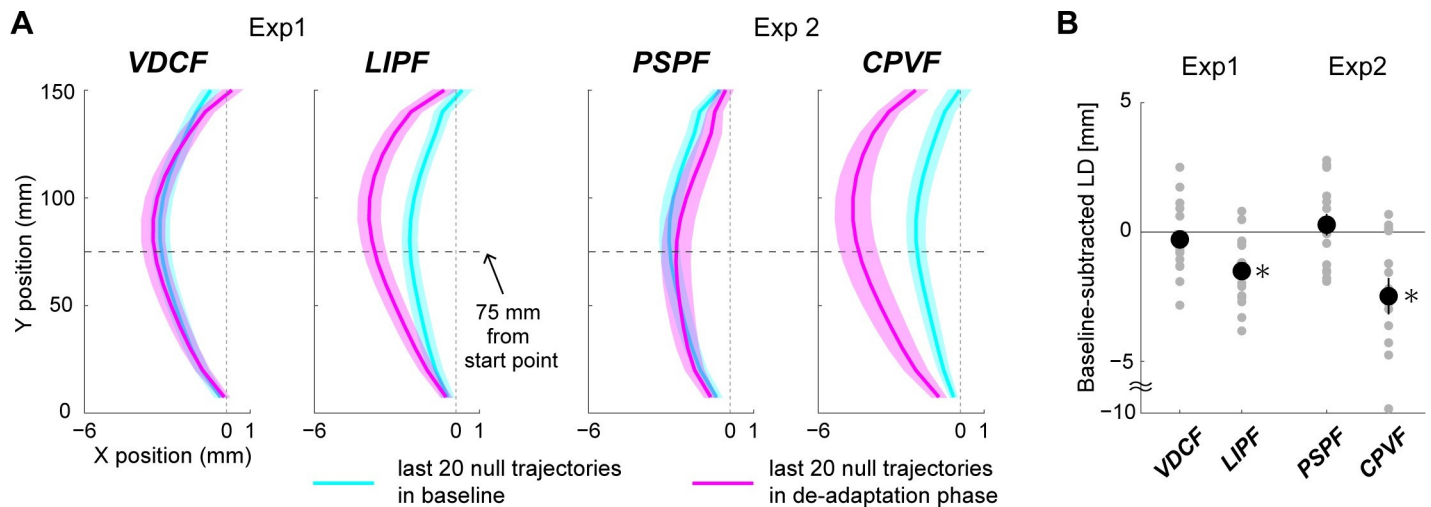 A
Exp1
Exp 2
VDCF
LIPF
PSPF
CPVF
150
100
50
0
Y position (mm)
−6
0 1
−6
0 1
−6
0 1
−6
0 1
X position (mm)
75 mm
from
start point
last 20 null trajectories
in baseline
last 20 null trajectories
in de-adaptation phase
B
Exp1
Exp2
Baseline-subtracted LD [mm]
5
0
−5
−10
*
*
VDCF
LIPF
PSPF
CPVF